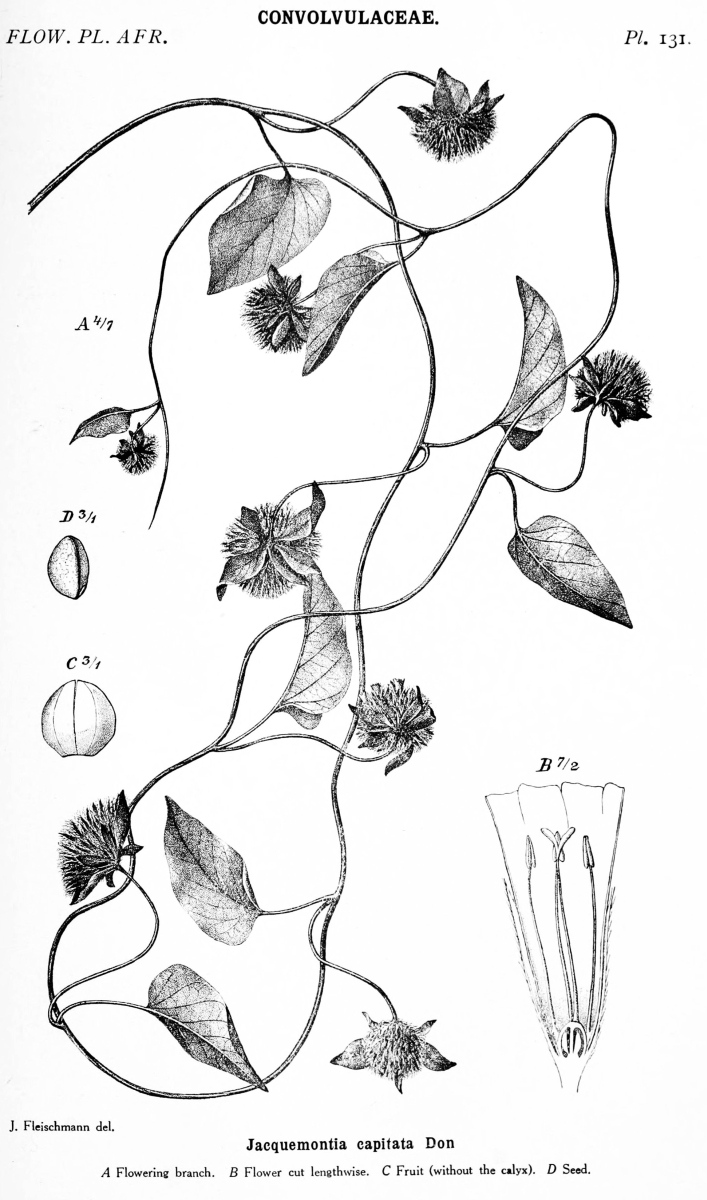 CONVOLVULACEAE.
FLOW. PL. AFR.
Pl. 131.
A 4/7
D 3/1
C 3/1
B 7/2
J. Fleischmann del.
Jacquemontia capitata Don
A Flowering branch. B Flower cut lengthwise. C Fruit (without the calyx). D Seed.